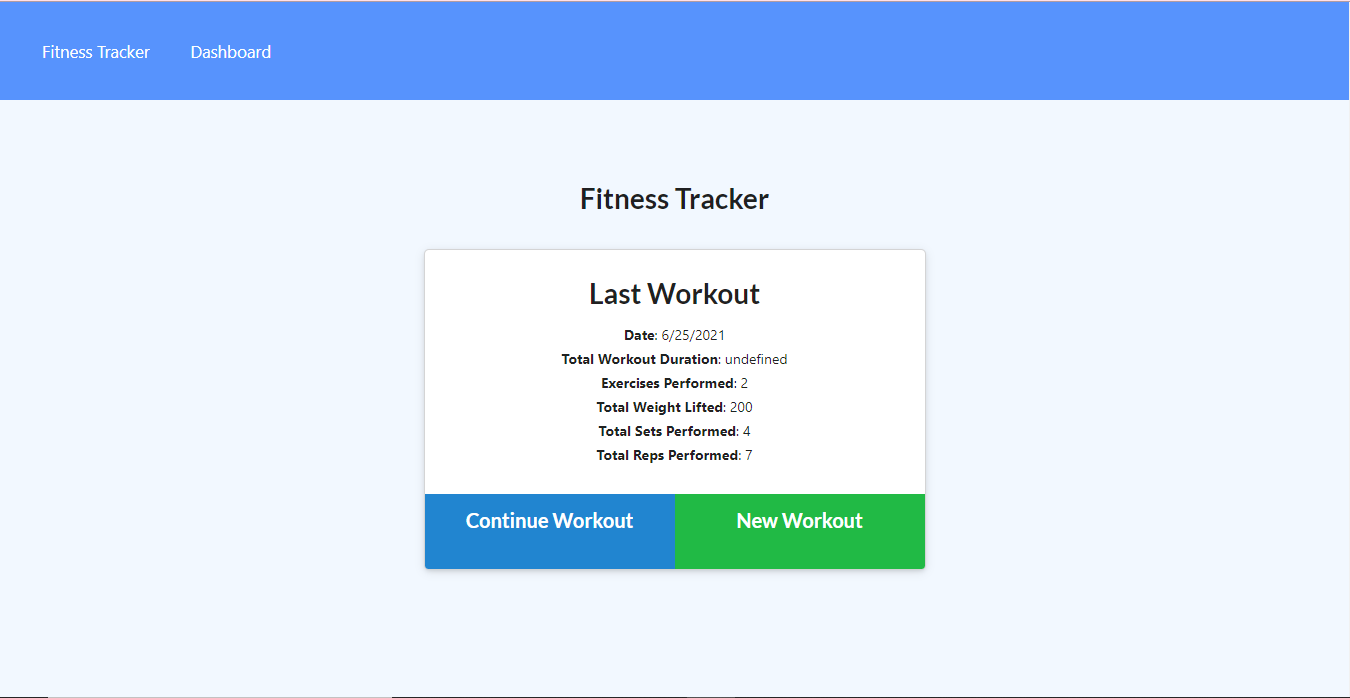 Fitness Tracker Dashboard
Fitness Tracker
Last Workout
Date: 6/25/2021
Total Workout Duration: undefined
Exercises Performed: 2
Total Weight Lifted: 200
Total Sets Performed: 4
Total Reps Performed: 7
Continue Workout New Workout